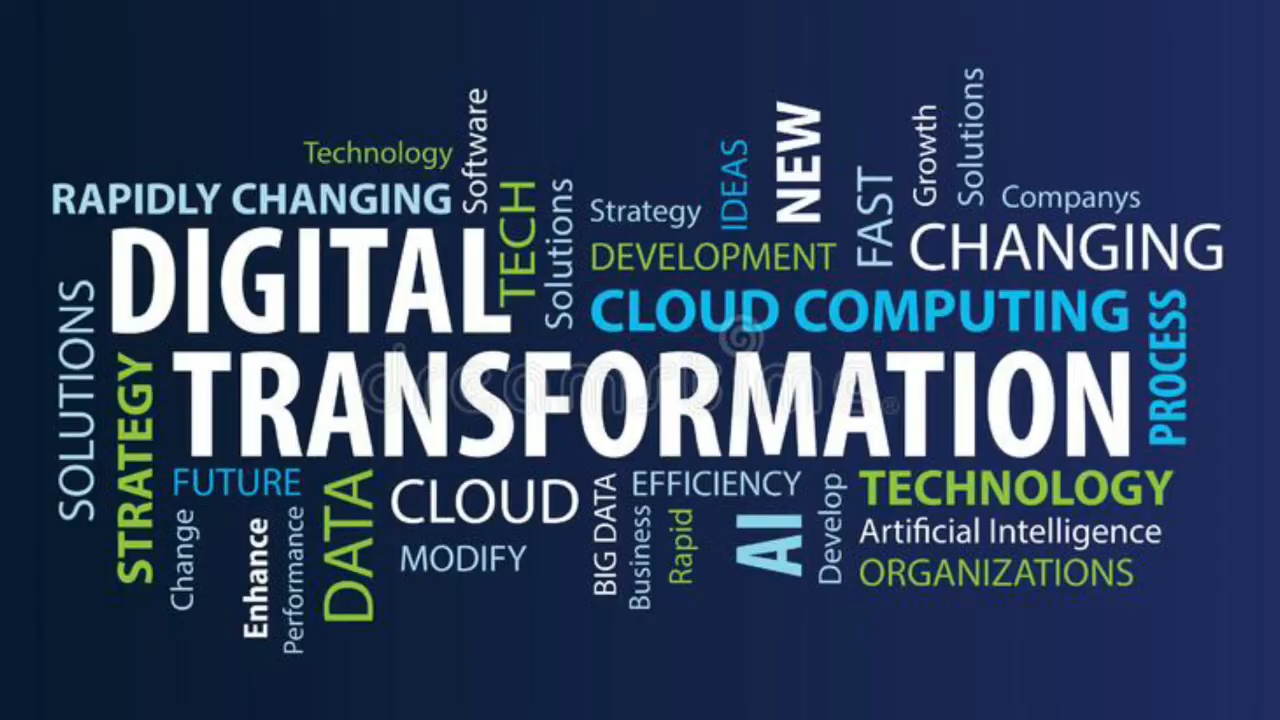 Technology
Software
IDEAS
NEW
Growth
Solutions
RAPIDLY CHANGING
TECH
Solutions
Strategy
FAST
Companys
DIGITAL
DEVELOPMENT
CHANGING
SOLUTIONS
CLOUD COMPUTING
PROCESS
STRATEGY
TRANSFORMATION
dreamstime
FUTURE
DATA
CLOUD
BIG DATA
EFFICIENCY
Develop
TECHNOLOGY
Change
Enhance
Performance
MODIFY
Business
Rapid
AI
Artificial Intelligence
ORGANIZATIONS